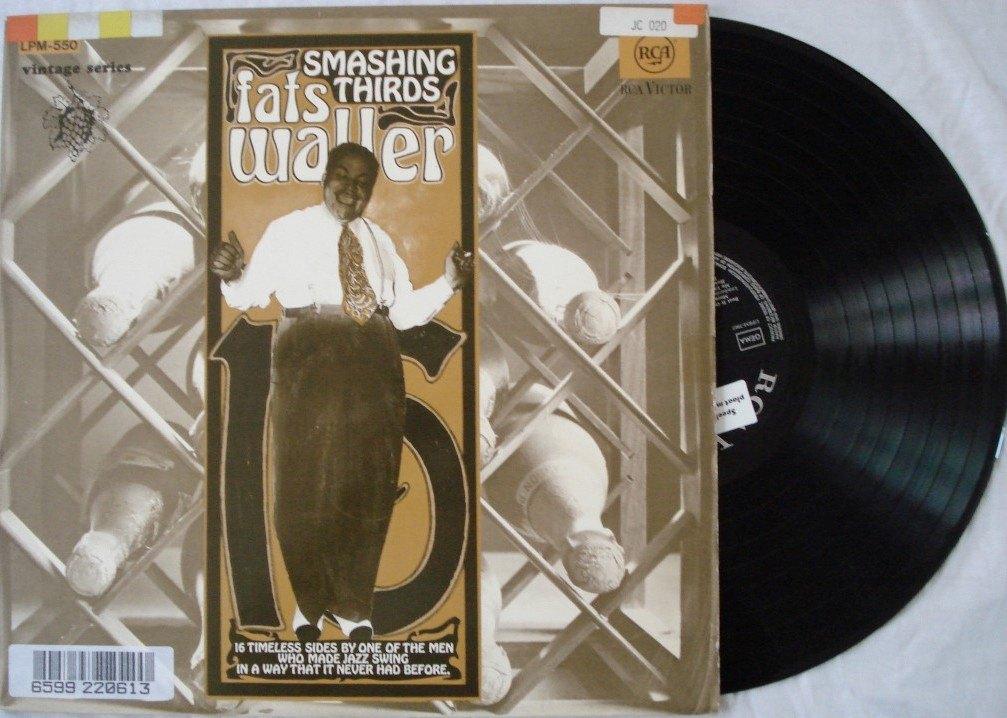 JC 020
LPM-550
vintage series
RCA
RCA VICTOR
SMASHING
THIRDS
fats
waller
16
16 TIMELESS SIDES BY ONE OF THE MEN
WHO MADE JAZZ SWING
IN A WAY THAT IT NEVER HAD BEFORE.
6599 220613
GEMA